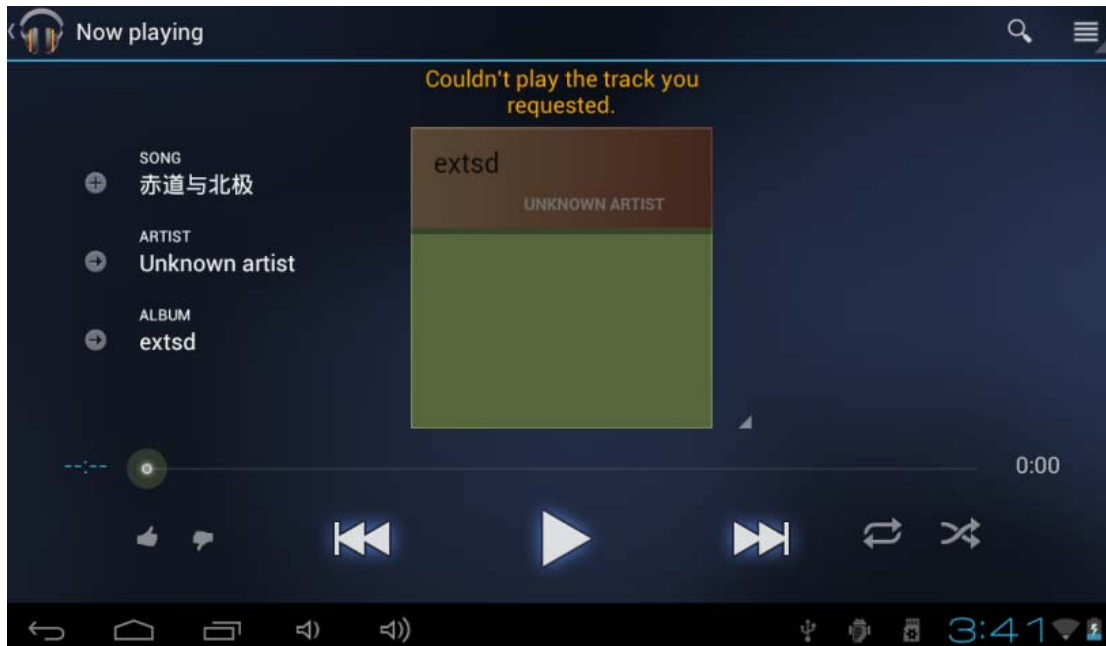 Now playing
Couldn't play the track you
requested.
SONG
赤道与北极
ARTIST
Unknown artist
ALBUM
extsd
extsd
UNKNOWN ARTIST
--:--
0:00
3:41